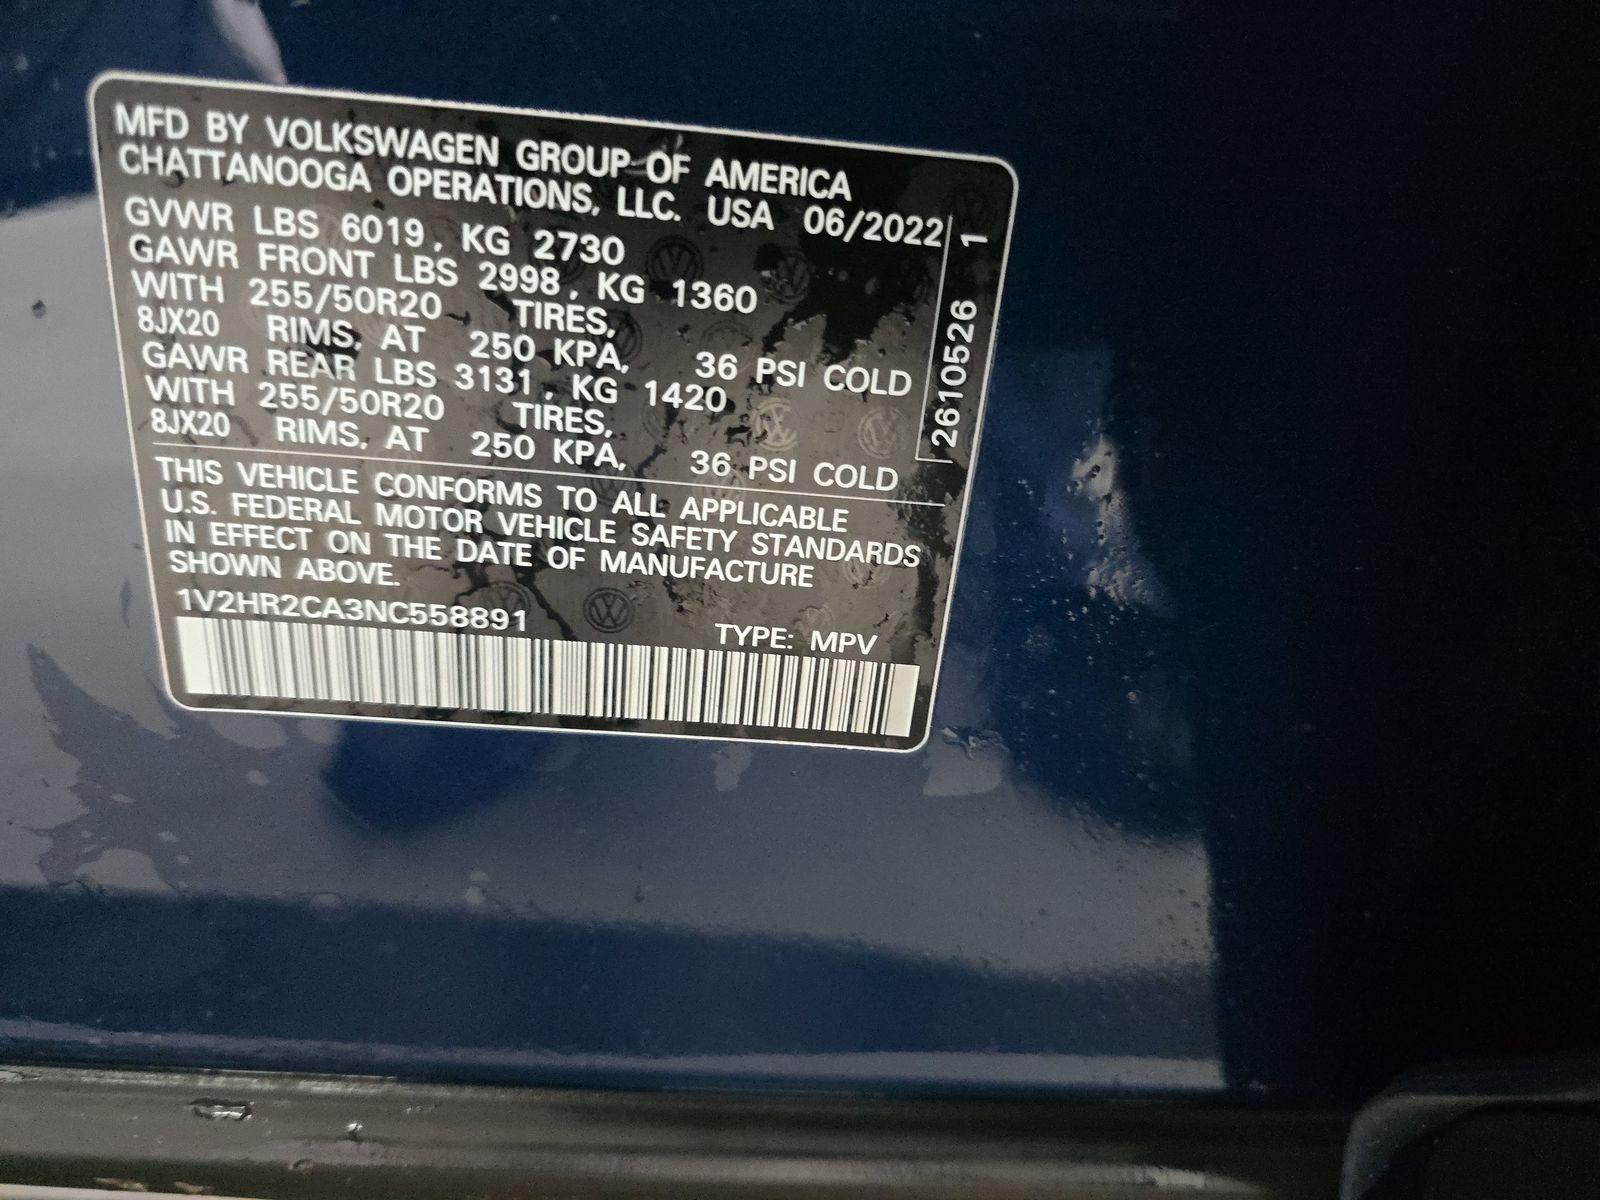 MFD BY VOLKSWAGEN GROUP OF AMERICA
CHATTANOOGA OPERATIONS, LLC. USA 06/2022
GVWR LBS 6019, KG 2730
GAWR FRONT LBS 2998, KG 1360
WITH 255/50R20 TIRES,
8JX20 RIMS, AT 250 KPA, 36 PSI COLD
GAWR REAR LBS 3131, KG 1420
WITH 255/50R20 TIRES,
8JX20 RIMS, AT 250 KPA, 36 PSI COLD
2610526 1
THIS VEHICLE CONFORMS TO ALL APPLICABLE
U.S. FEDERAL MOTOR VEHICLE SAFETY STANDARDS
IN EFFECT ON THE DATE OF MANUFACTURE
SHOWN ABOVE.
1V2HR2CA3NC558891
TYPE: MPV